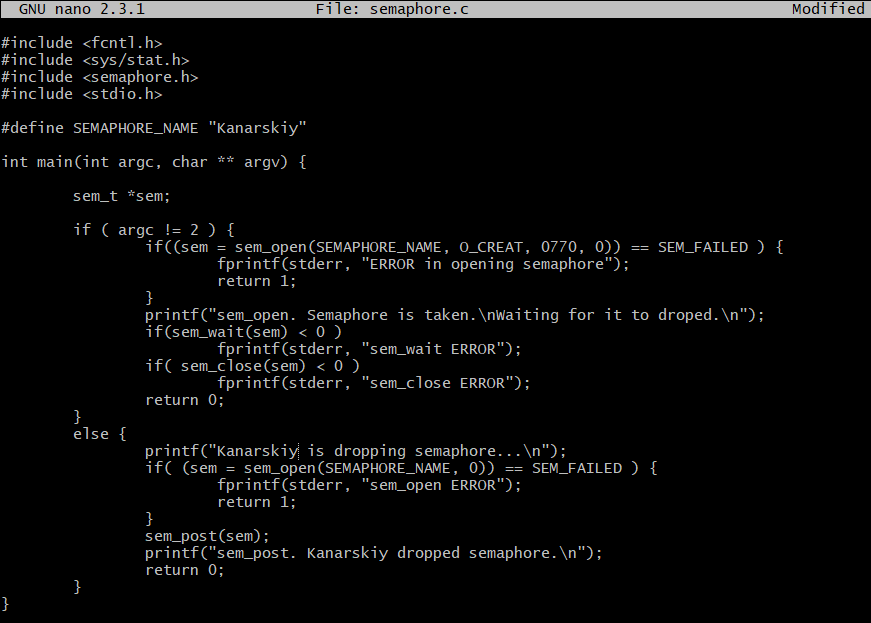 GNU nano 2.3.1 File: semaphore.c Modified
#include <fcntl.h>
#include <sys/stat.h>
#include <semaphore.h>
#include <stdio.h>
#define SEMAPHORE_NAME "Kanarskiy"
int main(int argc, char ** argv) {
sem_t *sem;
if ( argc != 2 ) {
if((sem = sem_open(SEMAPHORE_NAME, O_CREAT, 0770, 0)) == SEM_FAILED ) {
fprintf(stderr, "ERROR in opening semaphore");
return 1;
}
printf("sem_open. Semaphore is taken.\nWaiting for it to droped.\n");
if(sem_wait(sem) < 0 )
fprintf(stderr, "sem_wait ERROR");
if( sem_close(sem) < 0 )
fprintf(stderr, "sem_close ERROR");
return 0;
}
else {
printf("Kanarskiy is dropping semaphore...\n");
if( (sem = sem_open(SEMAPHORE_NAME, 0)) == SEM_FAILED ) {
fprintf(stderr, "sem_open ERROR");
return 1;
}
sem_post(sem);
printf("sem_post. Kanarskiy dropped semaphore.\n");
return 0;
}
}